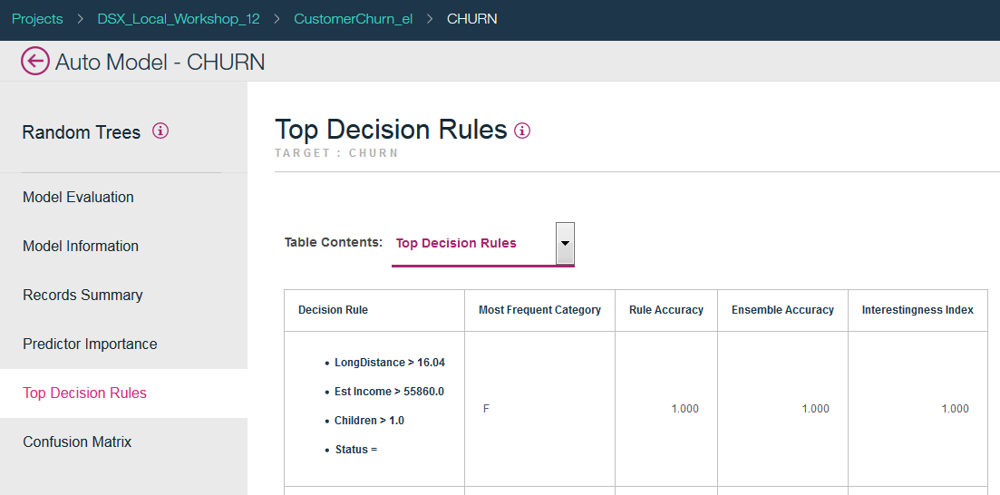 Projects > DSX_Local_Workshop_12 > CustomerChurn_el > CHURN
Auto Model - CHURN
Random Trees
Model Evaluation
Model Information
Records Summary
Predictor Importance
Top Decision Rules
Confusion Matrix
Top Decision Rules
TARGET : CHURN
Table Contents: Top Decision Rules
Decision Rule Most Frequent Category Rule Accuracy Ensemble Accuracy Interestingness Index
• LongDistance > 16.04
• Est Income > 55860.0
• Children > 1.0
• Status =
F 1.000 1.000 1.000